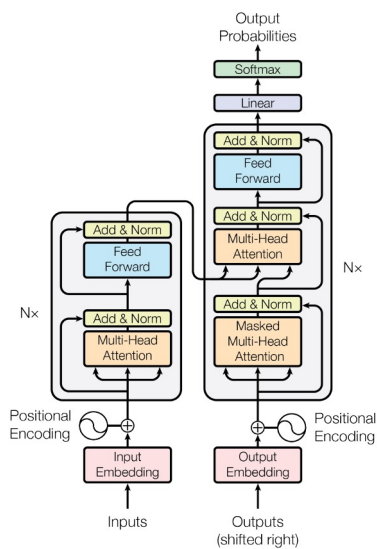 Output
Probabilities
Softmax
Linear
Add & Norm
Feed
Forward
Add & Norm
Multi-Head
Attention
Nx
Add & Norm
Masked
Multi-Head
Attention
Positional
Encoding
Output
Embedding
Outputs
(shifted right)
Add & Norm
Feed
Forward
Nx
Add & Norm
Multi-Head
Attention
Positional
Encoding
Input
Embedding
Inputs